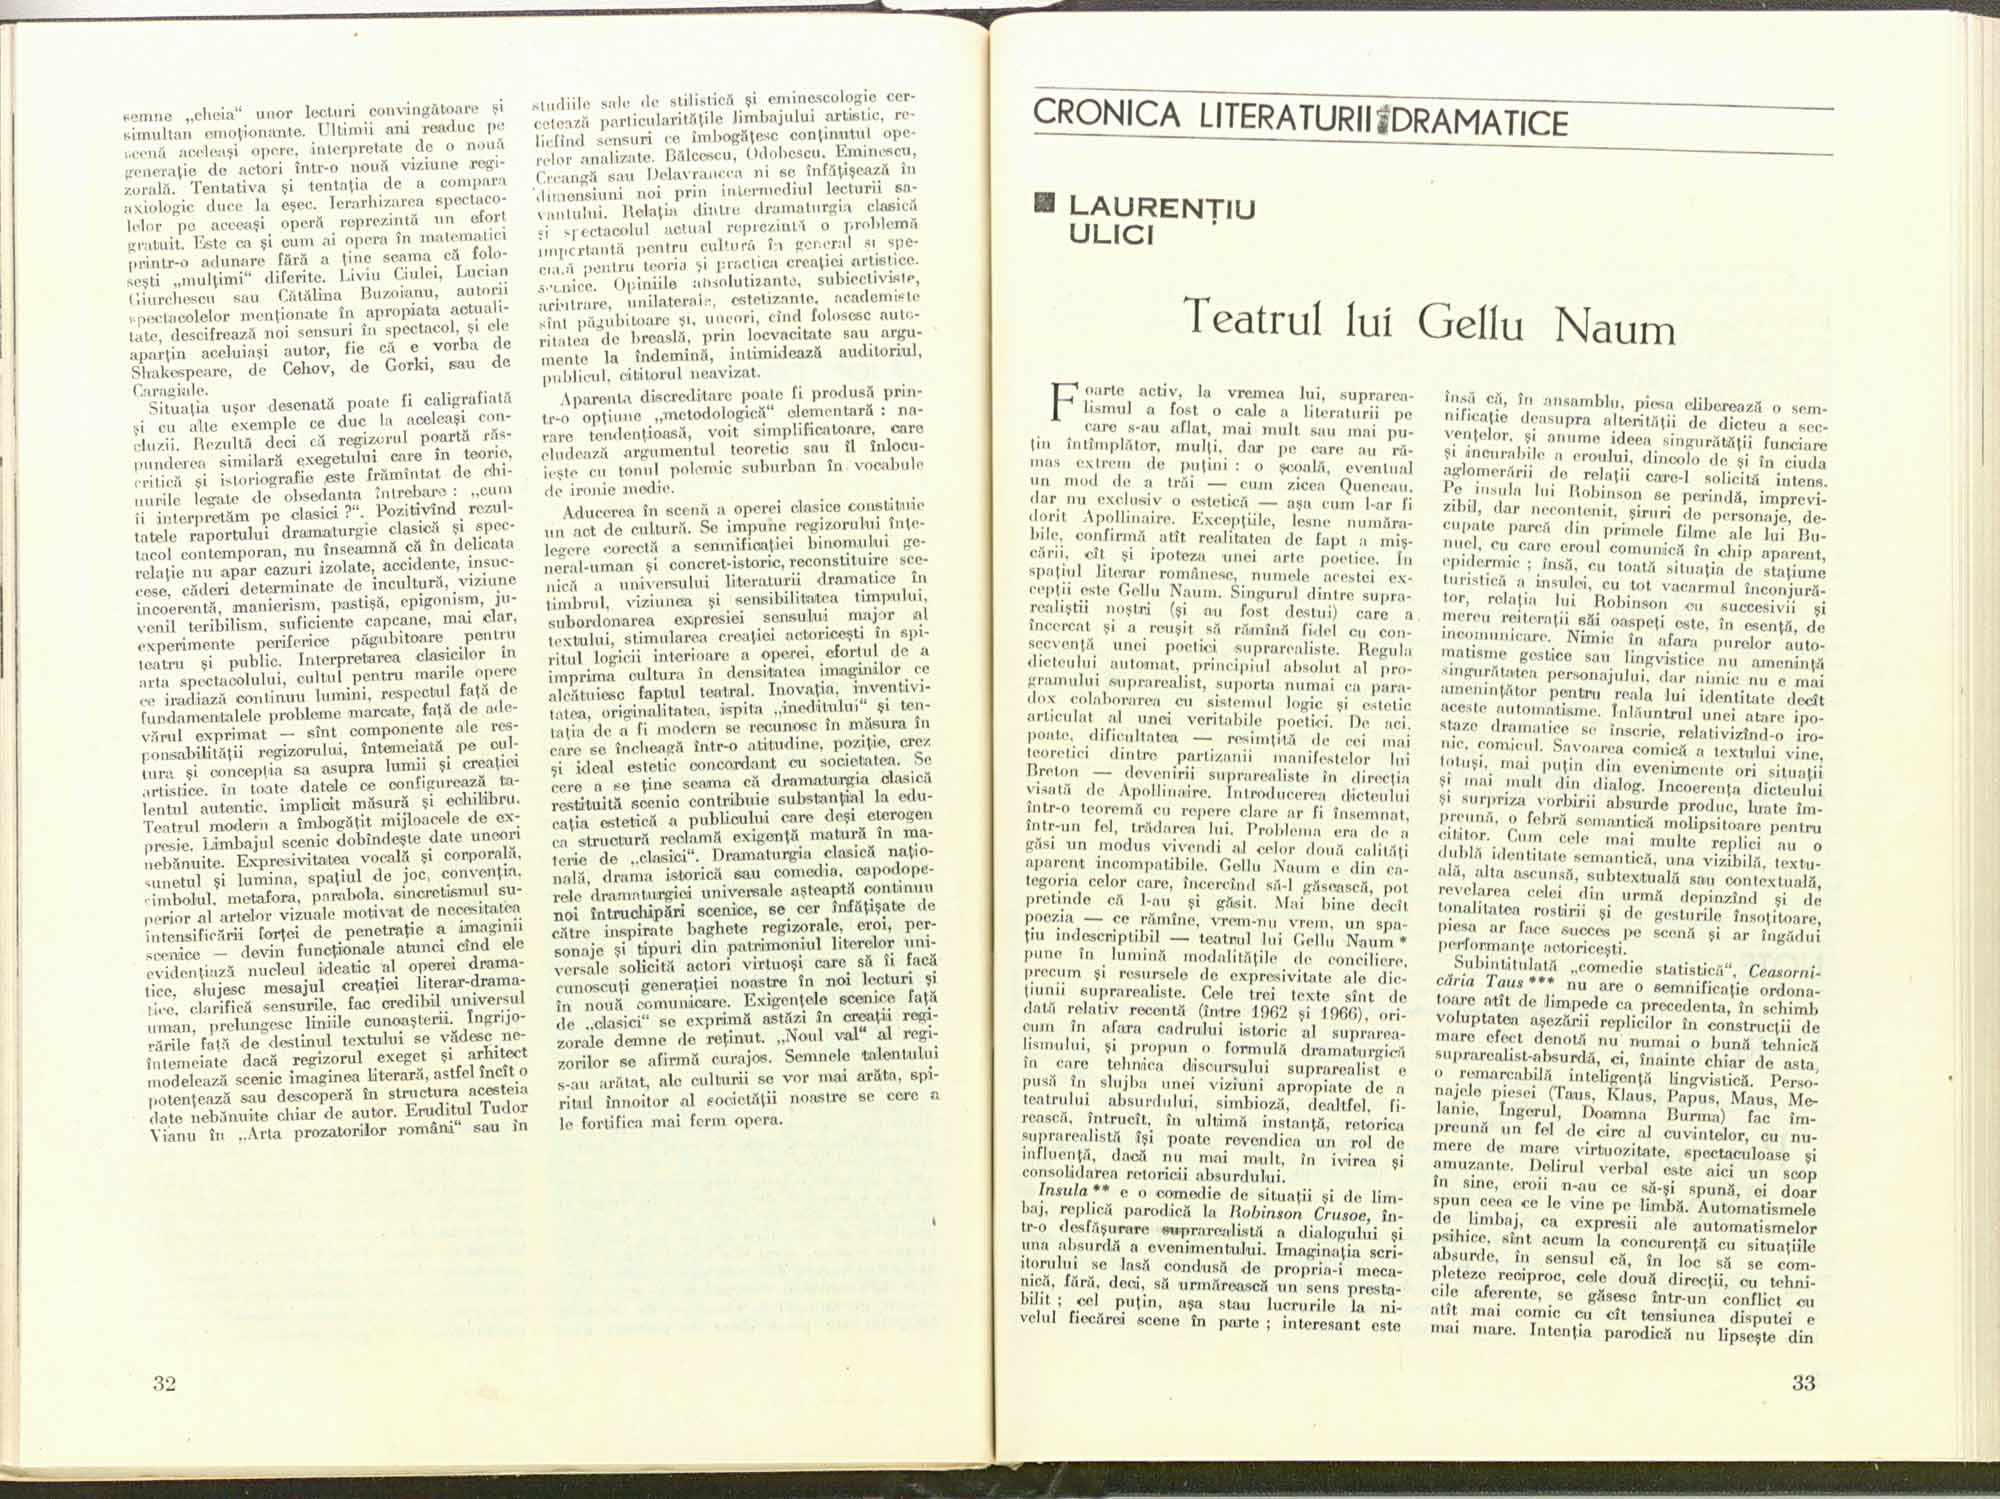 semne „cheia“ unor lecturi convingătoare și
simultan emoționante. Ultimii ani readuc pe
scenă aceleași opere, interpretate de o nouă
generație de actori într-o nouă viziune regi-
zorală. Tentativa și tentația de a compara
axiologic duce la eșec. Ierarhizarea spectaco-
lelor pe aceeași operă reprezintă un efort
gratuit. Este ca și cum ai opera în matematici
printr-o adunare fără a ține seama că folo-
sești „mulțimi“ diferite. Liviu Ciulei, Lucian
Giurchescu sau Cătălina Buzoianu, autorii
spectacolelor menționate în apropiata actuali-
tate, descifrează noi sensuri în spectacol, și ele
aparțin aceluiași autor, fie că e vorba de
Shakespeare, de Cehov, de Gorki, sau de
Caragiale.
Situația ușor desenată poate fi caligrafiată
și cu alte exemple ce duc la aceleași con-
cluzii. Rezultă deci că regizorul poartă răs-
punderea similară exegetului care în teorie,
critică și istoriografie este frămîntat de chi-
nurile legate de obsedanta întrebare : „cum
îi interpretăm pe clasici ?“. Pozitivînd rezul-
tatele raportului dramaturgie clasică și spec-
tacol contemporan, nu înseamnă că în delicata
relație nu apar cazuri izolate, accidente, insuc-
cese, căderi determinate de incultură, viziune
incoerentă, manierism, pastișă, epigonism, ju-
venil teribilism, suficiente capcane, mai clar,
experimente periferice păgubitoare pentru
teatru și public. Interpretarea clasicilor în
arta spectacolului, cultul pentru marile opere
ce iradiază continuu lumini, respectul față de
fundamentalele probleme marcate, față de ade-
vărul exprimat — sînt componente ale res-
ponsabilității regizorului, întemeiată pe cul-
tura și concepția sa asupra lumii și creației
artistice, în toate datele ce configurează ta-
lentul autentic, implicit măsură și echilibru.
Teatrul modern a îmbogățit mijloacele de ex-
presie. Limbajul scenic dobîndește date uneori
nebănuite. Expresivitatea vocală și corporală,
sunetul și lumina, spațiul de joc, convenția,
simbolul, metafora, parabola, sincretismul su-
perior al artelor vizuale motivat de necesitatea
intensificării forței de penetrație a imaginii
scenice — devin funcționale atunci cînd ele
evidențiază nucleul ideatic al operei drama-
tice, slujesc mesajul creației literar-drama-
tice, clarifică sensurile, fac credibil universul
uman, prelungesc liniile cunoașterii. Îngrijo-
rările față de destinul textului se vădesc ne-
întemeiate dacă regizorul exeget și arhitect
modelează scenic imaginea literară, astfel încît o
potențează sau descoperă în structura acesteia
date nebănuite chiar de autor. Eruditul Tudor
Vianu în „Arta prozatorilor români“ sau în
studiile sale de stilistică și eminescologie cer-
cetează particularitățile limbajului artistic, re-
liefînd sensuri ce îmbogățesc conținutul ope-
relor analizate. Bălcescu, Odobescu, Eminescu,
Creangă sau Delavrancea ni se înfățișează în
dimensiuni noi prin intermediul lecturii sa-
vantului. Relația dintre dramaturgia clasică
și spectacolul actual reprezintă o problemă
importantă pentru cultură în general și spe-
cială pentru teoria și practica creației artistice.
scenice. Opiniile absolutizante, subiectiviste,
arbitrare, unilaterale, estetizante, academiste
sînt păgubitoare și, uneori, cînd folosesc auto-
ritatea de breaslă, prin locvacitate sau argu-
mente la îndemînă, intimidează auditoriul,
publicul, cititorul neavizat.
Aparenta discreditare poate fi produsă prin-
tr-o opțiune „metodologică“ elementară : na-
rare tendențioasă, voit simplificatoare, care
eludează argumentul teoretic sau îl înlocu-
iește cu tonul polemic suburban în vocabule
de ironie medie.
Aducerea în scenă a operei clasice constituie
un act de cultură. Se impune regizorului înțe-
legere corectă a semnificației binomului ge-
neral-uman și concret-istoric, reconstituire sce-
nică a universului literaturii dramatice în
timbrul, viziunea și sensibilitatea timpului,
subordonarea expresiei sensului major al
textului, stimularea creației actoricești în spi-
ritul logicii interioare a operei, efortul de a
imprima cultura în densitatea imaginilor ce
alcătuiesc faptul teatral. Inovația, inventivi-
tatea, originalitatea, ispita „ineditului“ și ten-
tația de a fi modern se recunosc în măsura în
care se încheagă într-o atitudine, poziție, crez
și ideal estetic concordant cu societatea. Se
cere a se ține seama că dramaturgia clasică
restituită scenic contribuie substanțial la edu-
cația estetică a publicului care deși eterogen
ca structură reclamă exigență matură în ma-
terie de „clasici“. Dramaturgia clasică națio-
nală, drama istorică sau comedia, capodope-
rele dramaturgiei universale așteaptă continuu
noi întruchipări scenice, se cer înfățișate de
către inspirate baghete regizorale, eroi, per-
sonaje și tipuri din patrimoniul literelor uni-
versale solicită actori virtuoși care să îi facă
cunoscuți generației noastre în noi lecturi și
în nouă comunicare. Exigențele scenice față
de „clasici“ se exprimă astăzi în creații regi-
zorale demne de reținut. „Noul val“ al regi-
zorilor se afirmă curajos. Semnele talentului
s-au arătat, ale culturii se vor mai arăta, spi-
ritul înnoitor al societății noastre se cere a
le fortifica mai ferm opera.
32
CRONICA LITERATURII DRAMATICE
LAURENȚIU
ULICI
Teatrul lui Gellu Naum
Foarte activ, la vremea lui, suprarea-
lismul a fost o cale a literaturii pe
care s-au aflat, mai mult sau mai pu-
țin întîmplător, mulți, dar pe care au ră-
mas extrem de puțini : o școală, eventual
un mod de a trăi — cum zicea Queneau,
dar nu exclusiv o estetică — așa cum l-ar fi
dorit Apollinaire. Excepțiile, lesne număra-
bile, confirmă atît realitatea de fapt a miș-
cării, cît și ipoteza unei arte poetice. În
spațiul literar românesc, numele acestei ex-
cepții este Gellu Naum. Singurul dintre supra-
realiștii noștri (și au fost destui) care a
încercat și a reușit să rămînă fidel cu con-
secvență unei poetici suprarealiste. Regula
dicteului automat, principiul absolut al pro-
gramului suprarealist, suporta numai ca para-
dox colaborarea cu sistemul logic și estetic
articulat al unei veritabile poetici. De aci,
poate, dificultatea — resimțită de cei mai
teoretici dintre partizanii manifestelor lui
Breton — devenirii suprarealiste în direcția
visată de Apollinaire. Introducerea dicteului
într-o teoremă cu repere clare ar fi însemnat,
într-un fel, trădarea lui. Problema era de a
găsi un modus vivendi al celor două calități
aparent incompatibile. Gellu Naum e din ca-
tegoria celor care, încercînd să-l găsească, pot
pretinde că l-au și găsit. Mai bine decît
poezia — ce rămîne, vrem-nu vrem, un spa-
țiu indescriptibil — teatrul lui Gellu Naum *
pune în lumină modalitățile de conciliere,
precum și resursele de expresivitate ale dic-
țiunii suprarealiste. Cele trei texte sînt de
dată relativ recentă (între 1962 și 1966), ori-
cum în afara cadrului istoric al suprarea-
lismului, și propun o formulă dramaturgică
în care tehnica discursului suprarealist e
pusă în slujba unei viziuni apropiate de a
teatrului absurdului, simbioză, dealtfel, fi-
rească, întrucît, în ultimă instanță, retorica
suprarealistă își poate revendica un rol de
influență, dacă nu mai mult, în ivirea și
consolidarea retoricii absurdului.
Insula ** e o comedie de situații și de lim-
baj, replică parodică la Robinson Crusoe, în-
tr-o desfășurare suprarealistă a dialogului și
una absurdă a evenimentului. Imaginația scri-
itorului se lasă condusă de propria-i meca-
nică, fără, deci, să urmărească un sens presta-
bilit ; cel puțin, așa stau lucrurile la ni-
velul fiecărei scene în parte ; interesant este
însă că, în ansamblu, piesa eliberează o sem-
nificație deasupra alterității de dicteu a sec-
vențelor, și anume ideea singurătății funciare
și incurabile a eroului, dincolo de și în ciuda
aglomerării de relații care-l solicită intens.
Pe insula lui Robinson se perindă, imprevi-
zibil, dar necontenit, șiruri de personaje, de-
cupate parcă din primele filme ale lui Bu-
nuel, cu care eroul comunică în chip aparent,
epidermic ; însă, cu toată situația de stațiune
turistică a insulei, cu tot vacarmul înconjură-
tor, relația lui Robinson cu succesivii și
mereu reiterații săi oaspeți este, în esență, de
incomunicare. Nimic în afara purelor auto-
matisme gestice sau lingvistice nu amenință
singurătatea personajului, dar nimic nu e mai
amenințător pentru reala lui identitate decît
aceste automatisme. Înlăuntrul unei atare ipo-
staze dramatice se înscrie, relativizînd-o iro-
nic, comicul. Savoarea comică a textului vine,
totuși, mai puțin din evenimente ori situații
și mai mult din dialog. Incoerența dicteului
și surpriza vorbirii absurde produc, luate îm-
preună, o febră semantică molipsitoare pentru
cititor. Cum cele mai multe replici au o
dublă identitate semantică, una vizibilă, textu-
ală, alta ascunsă, subtextuală sau contextuală,
revelarea celei din urmă depinzînd și de
tonalitatea rostirii și de gesturile însoțitoare,
piesa ar face succes pe scenă și ar îngădui
performanțe actoricești.
Subintitulată „comedie statistică“, Ceasorni-
căria Taus *** nu are o semnificație ordona-
toare atît de limpede ca precedenta, în schimb
voluptatea așezării replicilor în construcții de
mare efect denotă nu numai o bună tehnică
suprarealist-absurdă, ci, înainte chiar de asta,
o remarcabilă inteligență lingvistică. Perso-
najele piesei (Taus, Klaus, Papus, Maus, Me-
lanie, Îngerul, Doamna Burma) fac îm-
preună un fel de circ al cuvintelor, cu nu-
mere de mare virtuozitate, spectaculoase și
amuzante. Delirul verbal este aici un scop
în sine, eroii n-au ce să-și spună, ei doar
spun ceea ce le vine pe limbă. Automatismele
de limbaj, ca expresii ale automatismelor
psihice, sînt acum la concurență cu situațiile
absurde, în sensul că, în loc să se com-
pleteze reciproc, cele două direcții, cu tehni-
cile aferente, se găsesc într-un conflict cu
atît mai comic cu cît tensiunea disputei e
mai mare. Intenția parodică nu lipsește din
33